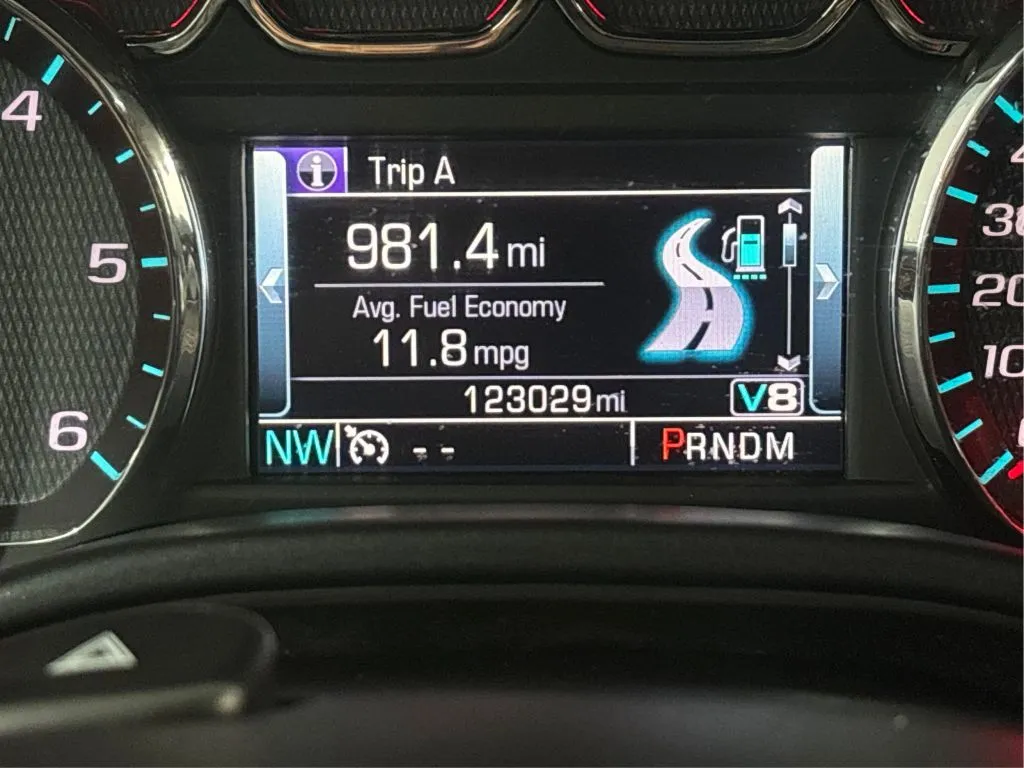 Trip A
981.4 mi
Avg. Fuel Economy
11.8 mpg
123029 mi
V8
NW
--
PRNDM
4
5
6
30
20
10